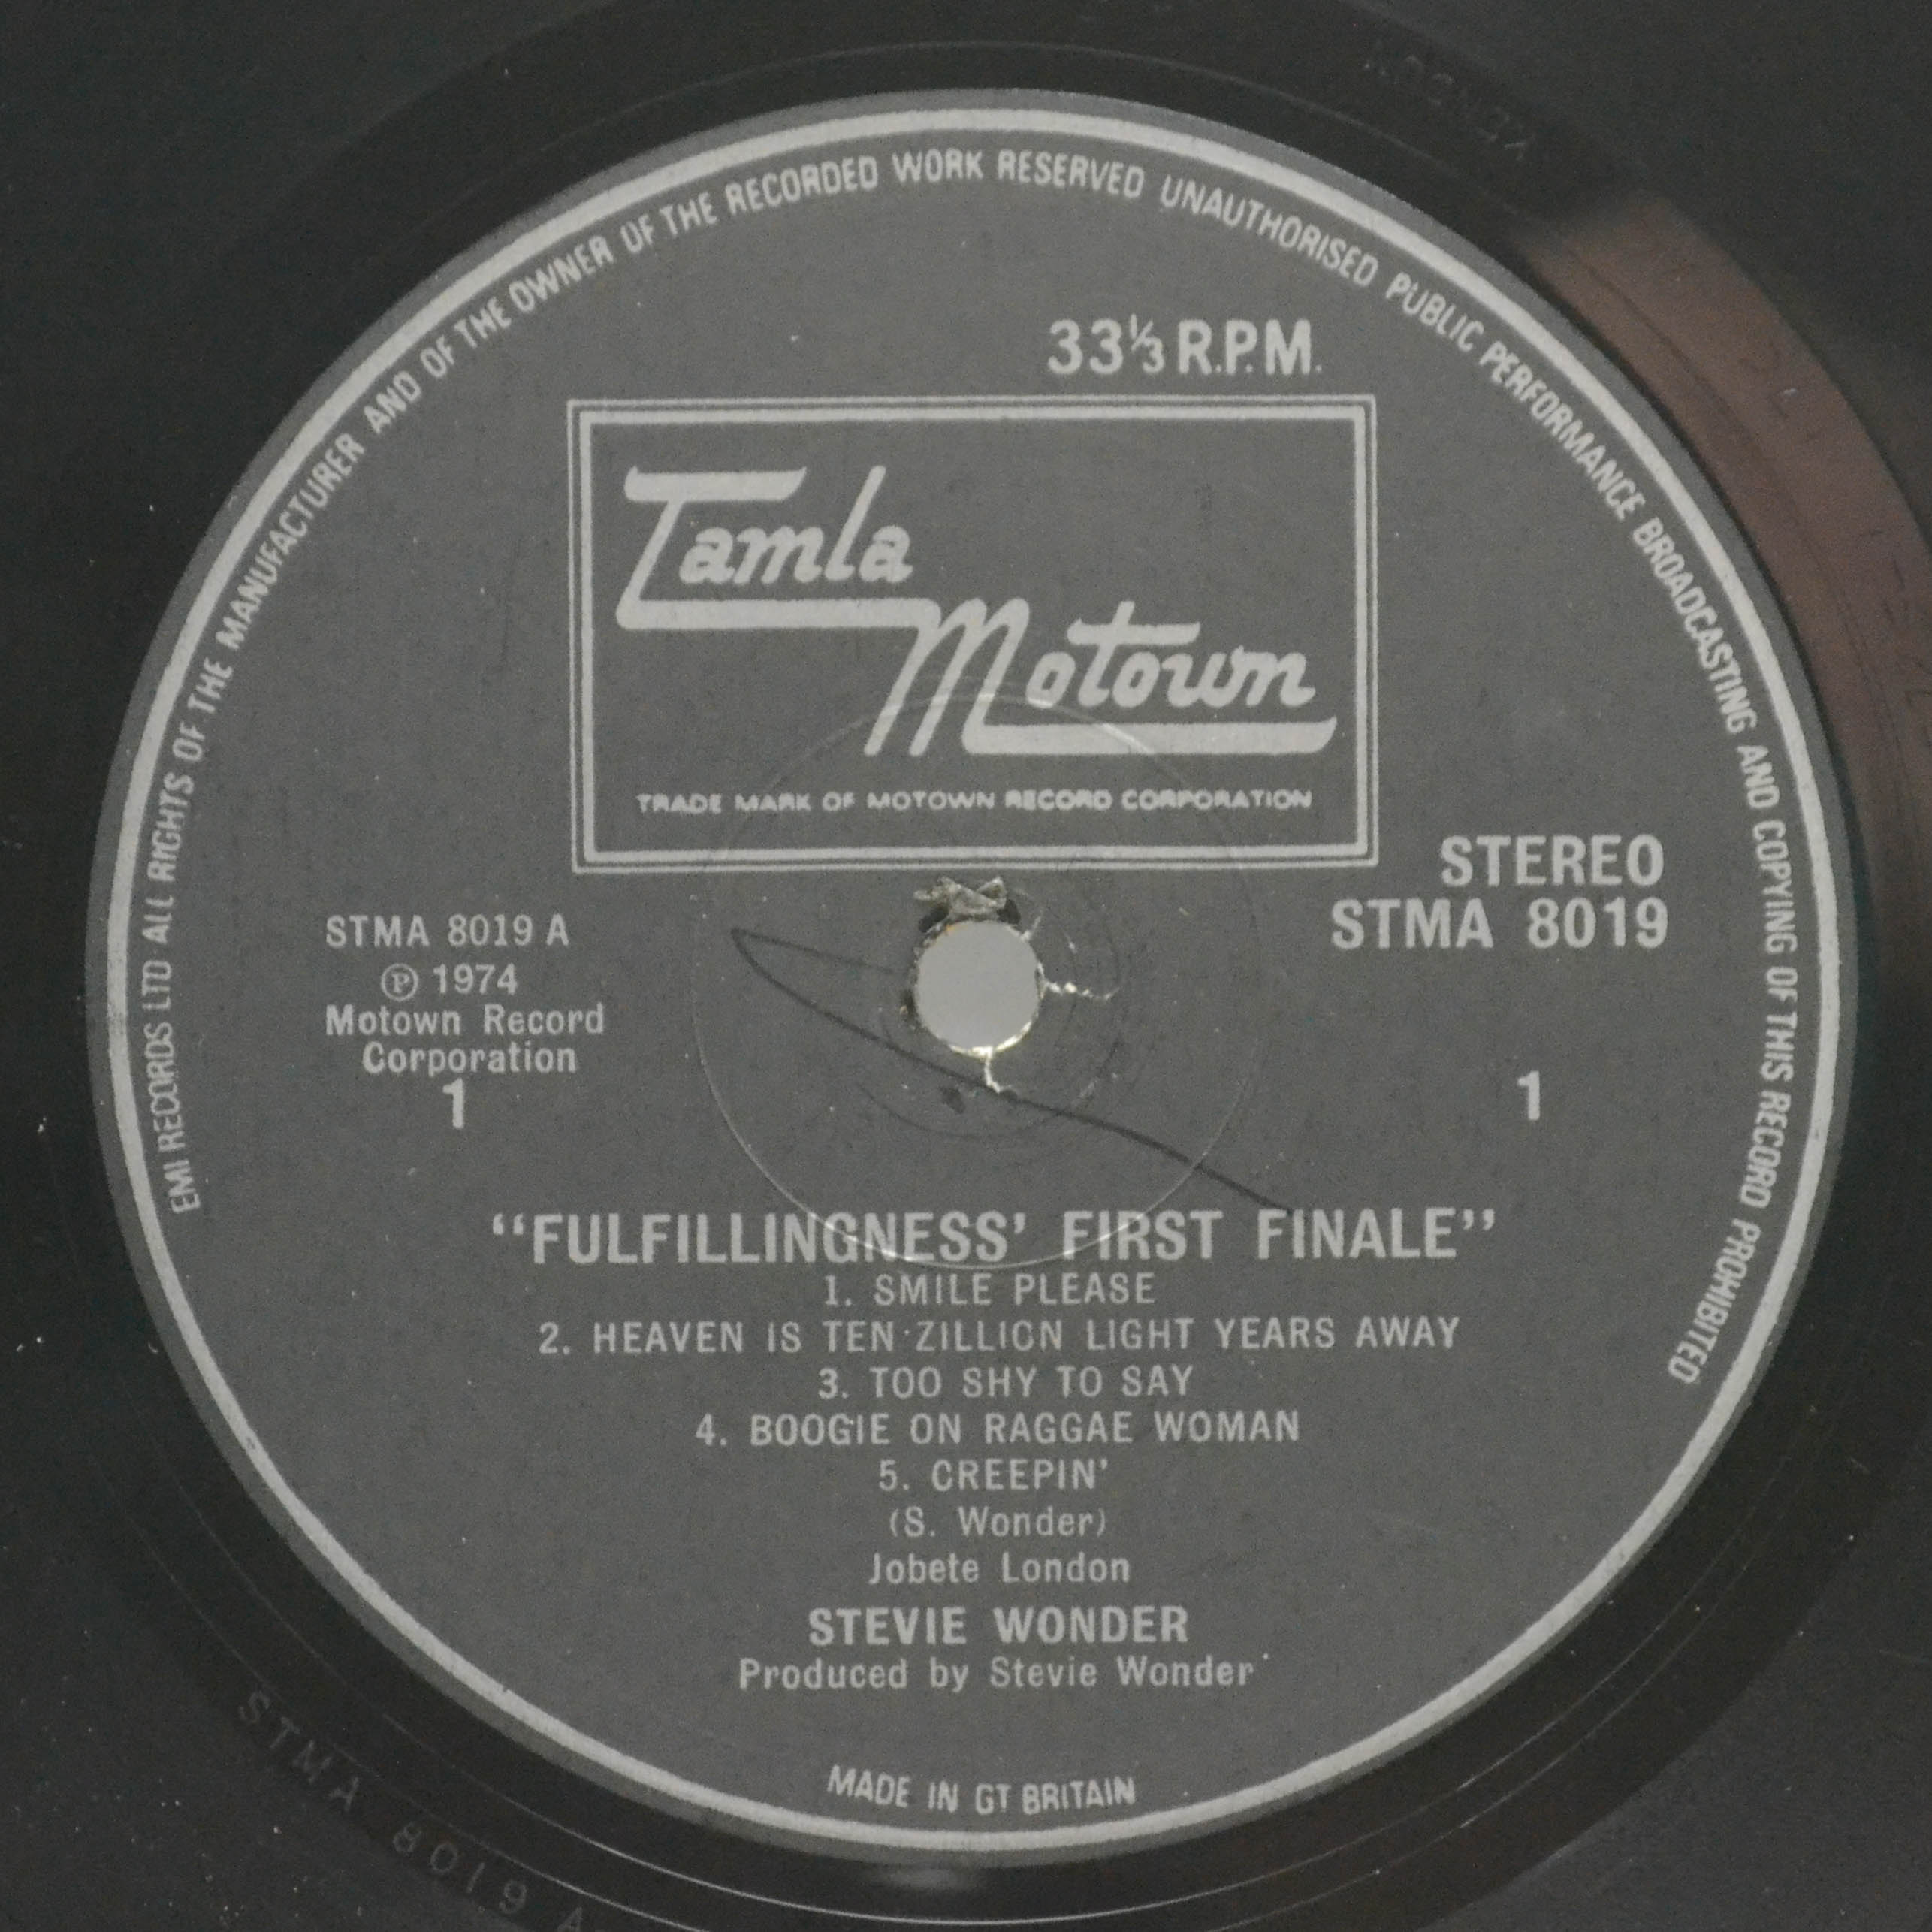 EMI RECORDS LTD ALL RIGHTS OF THE MANUFACTURER AND OF THE OWNER OF THE RECORDED WORK RESERVED UNAUTHORISED PUBLIC PERFORMANCE BROADCASTING AND COPYING OF THIS RECORD PROHIBITED
33⅓ R.P.M.
Tamla
Motown
TRADE MARK OF MOTOWN RECORD CORPORATION
STEREO
STMA 8019
STMA 8019 A
Ⓟ 1974
Motown Record
Corporation
1
1
“FULFILLINGNESS’ FIRST FINALE”
1. SMILE PLEASE
2. HEAVEN IS TEN ZILLION LIGHT YEARS AWAY
3. TOO SHY TO SAY
4. BOOGIE ON RAGGAE WOMAN
5. CREEPIN’
(S. Wonder)
Jobete London
STEVIE WONDER
Produced by Stevie Wonder
MADE IN GT BRITAIN
STMA 8019 A